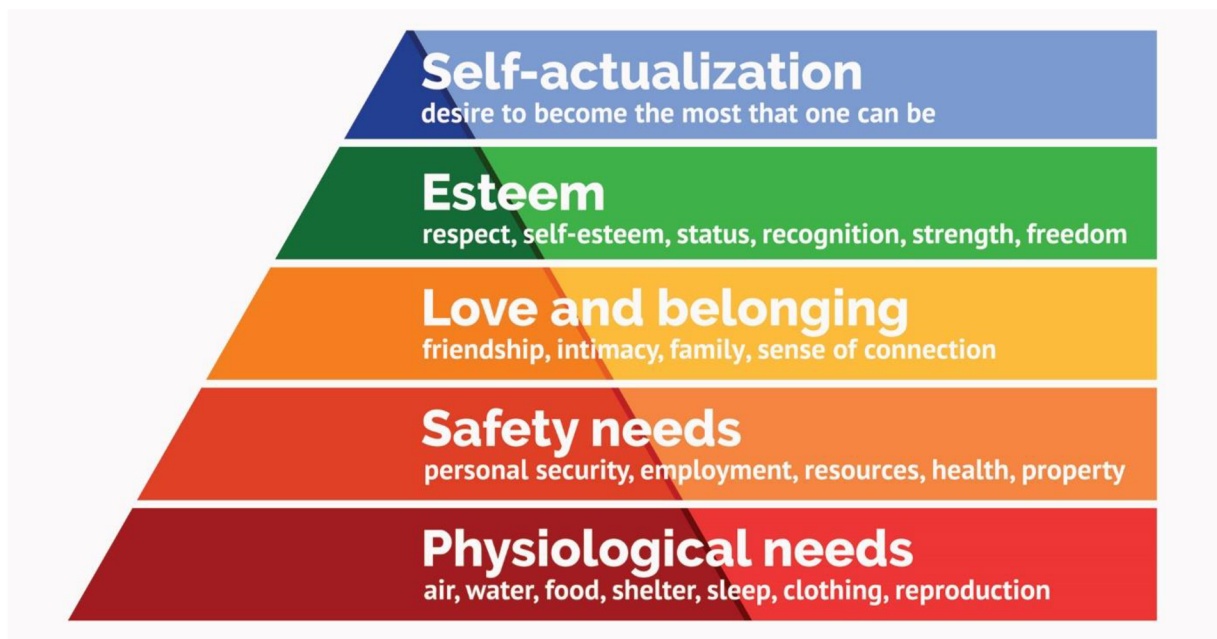 Self-actualization
desire to become the most that one can be
Esteem
respect, self-esteem, status, recognition, strength, freedom
Love and belonging
friendship, intimacy, family, sense of connection
Safety needs
personal security, employment, resources, health, property
Physiological needs
air, water, food, shelter, sleep, clothing, reproduction